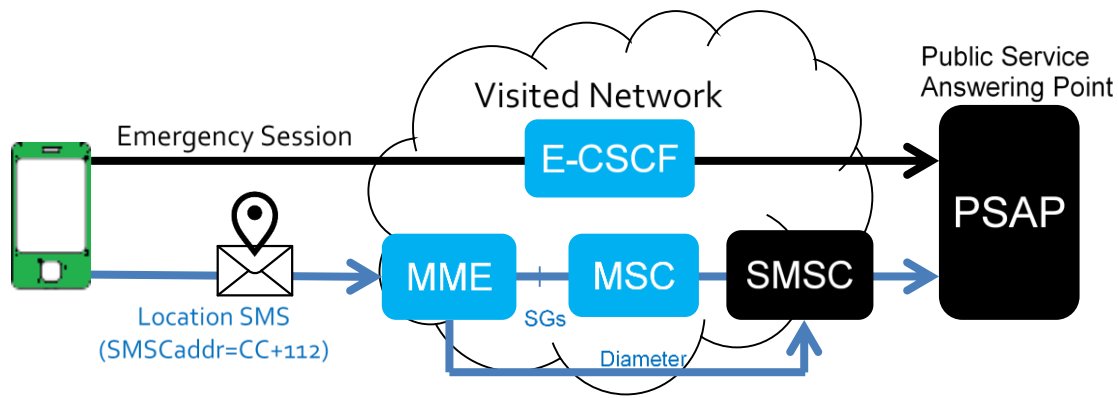 Public Service
Answering Point
Visited Network
Emergency Session
E-CSCF
PSAP
MME
MSC
SMSC
SGs
Location SMS
(SMSCaddr=CC+112)
Diameter